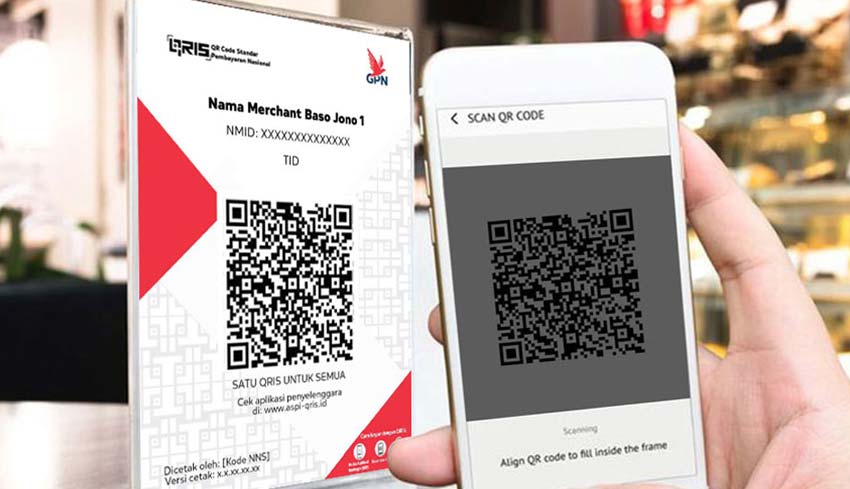 QRIS QR Code Standar
Pembayaran Nasional
GPN
Nama Merchant Baso Jono 1
NMID: XXXXXXXXXXXXXX
TID
SATU QRIS UNTUK SEMUA
Cek aplikasi penyelenggara
di: www.aspi-qris.id
Dicetak oleh: [Kode NNS]
Versi cetak: x.x.xx.xx.xx
SCAN QR CODE
Scanning
Align QR code to fill inside the frame